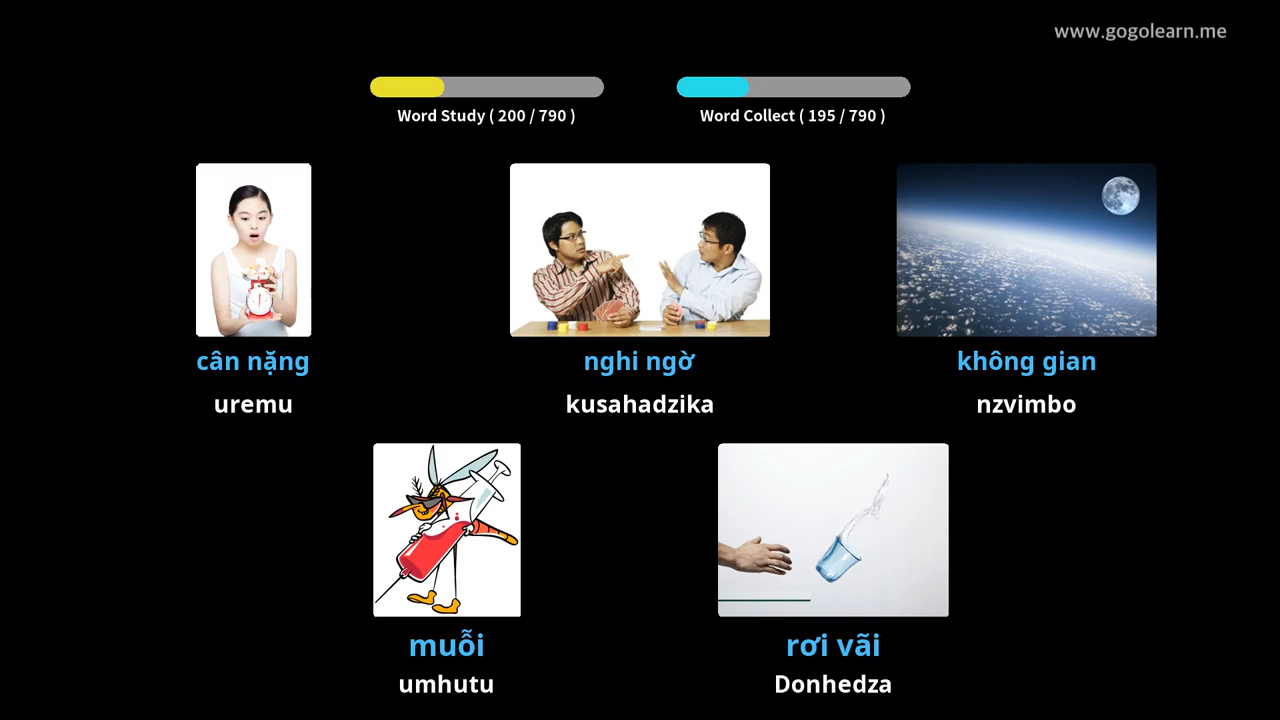 www.gogolearn.me
Word Study ( 200 / 790 )
Word Collect ( 195 / 790 )
cân nặng
uremu
nghi ngờ
kusahadzika
không gian
nzvimbo
muỗi
umhutu
rơi vãi
Donhedza